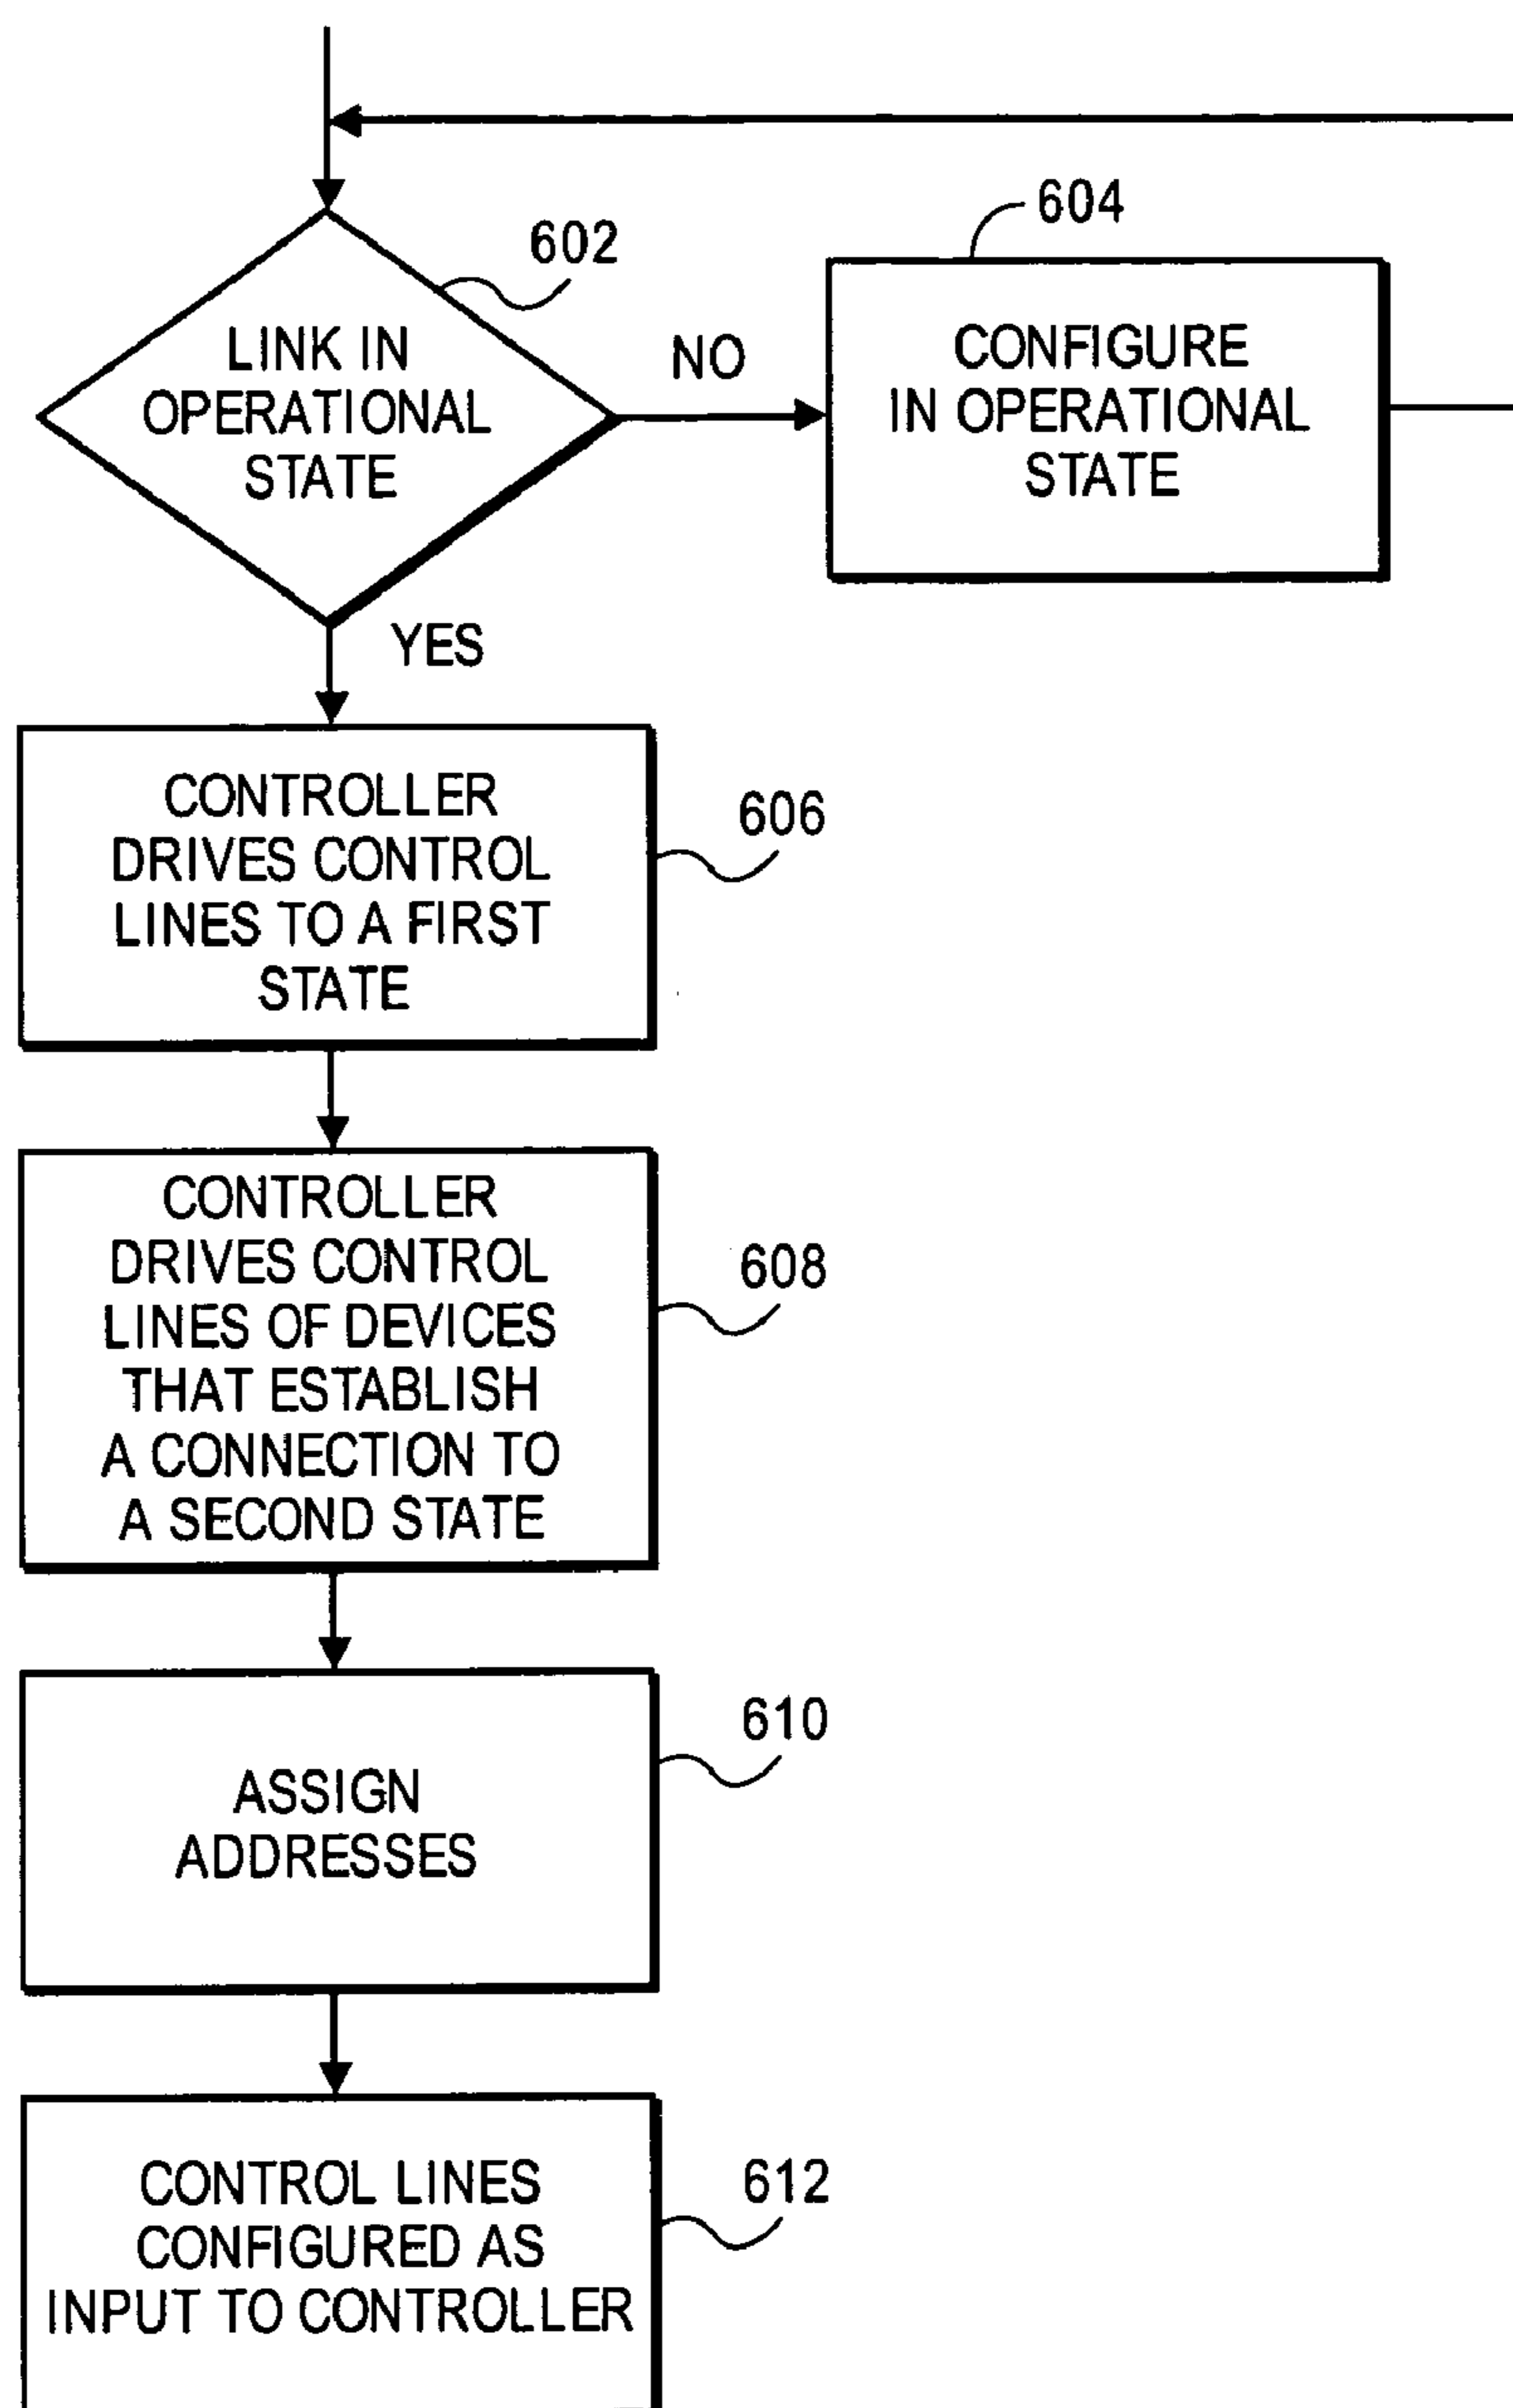 602
LINK IN
OPERATIONAL
STATE
NO
604
CONFIGURE
IN OPERATIONAL
STATE
YES
CONTROLLER
DRIVES CONTROL
LINES TO A FIRST
STATE
606
CONTROLLER
DRIVES CONTROL
LINES OF DEVICES
THAT ESTABLISH
A CONNECTION TO
A SECOND STATE
608
ASSIGN
ADDRESSES
610
CONTROL LINES
CONFIGURED AS
INPUT TO CONTROLLER
612